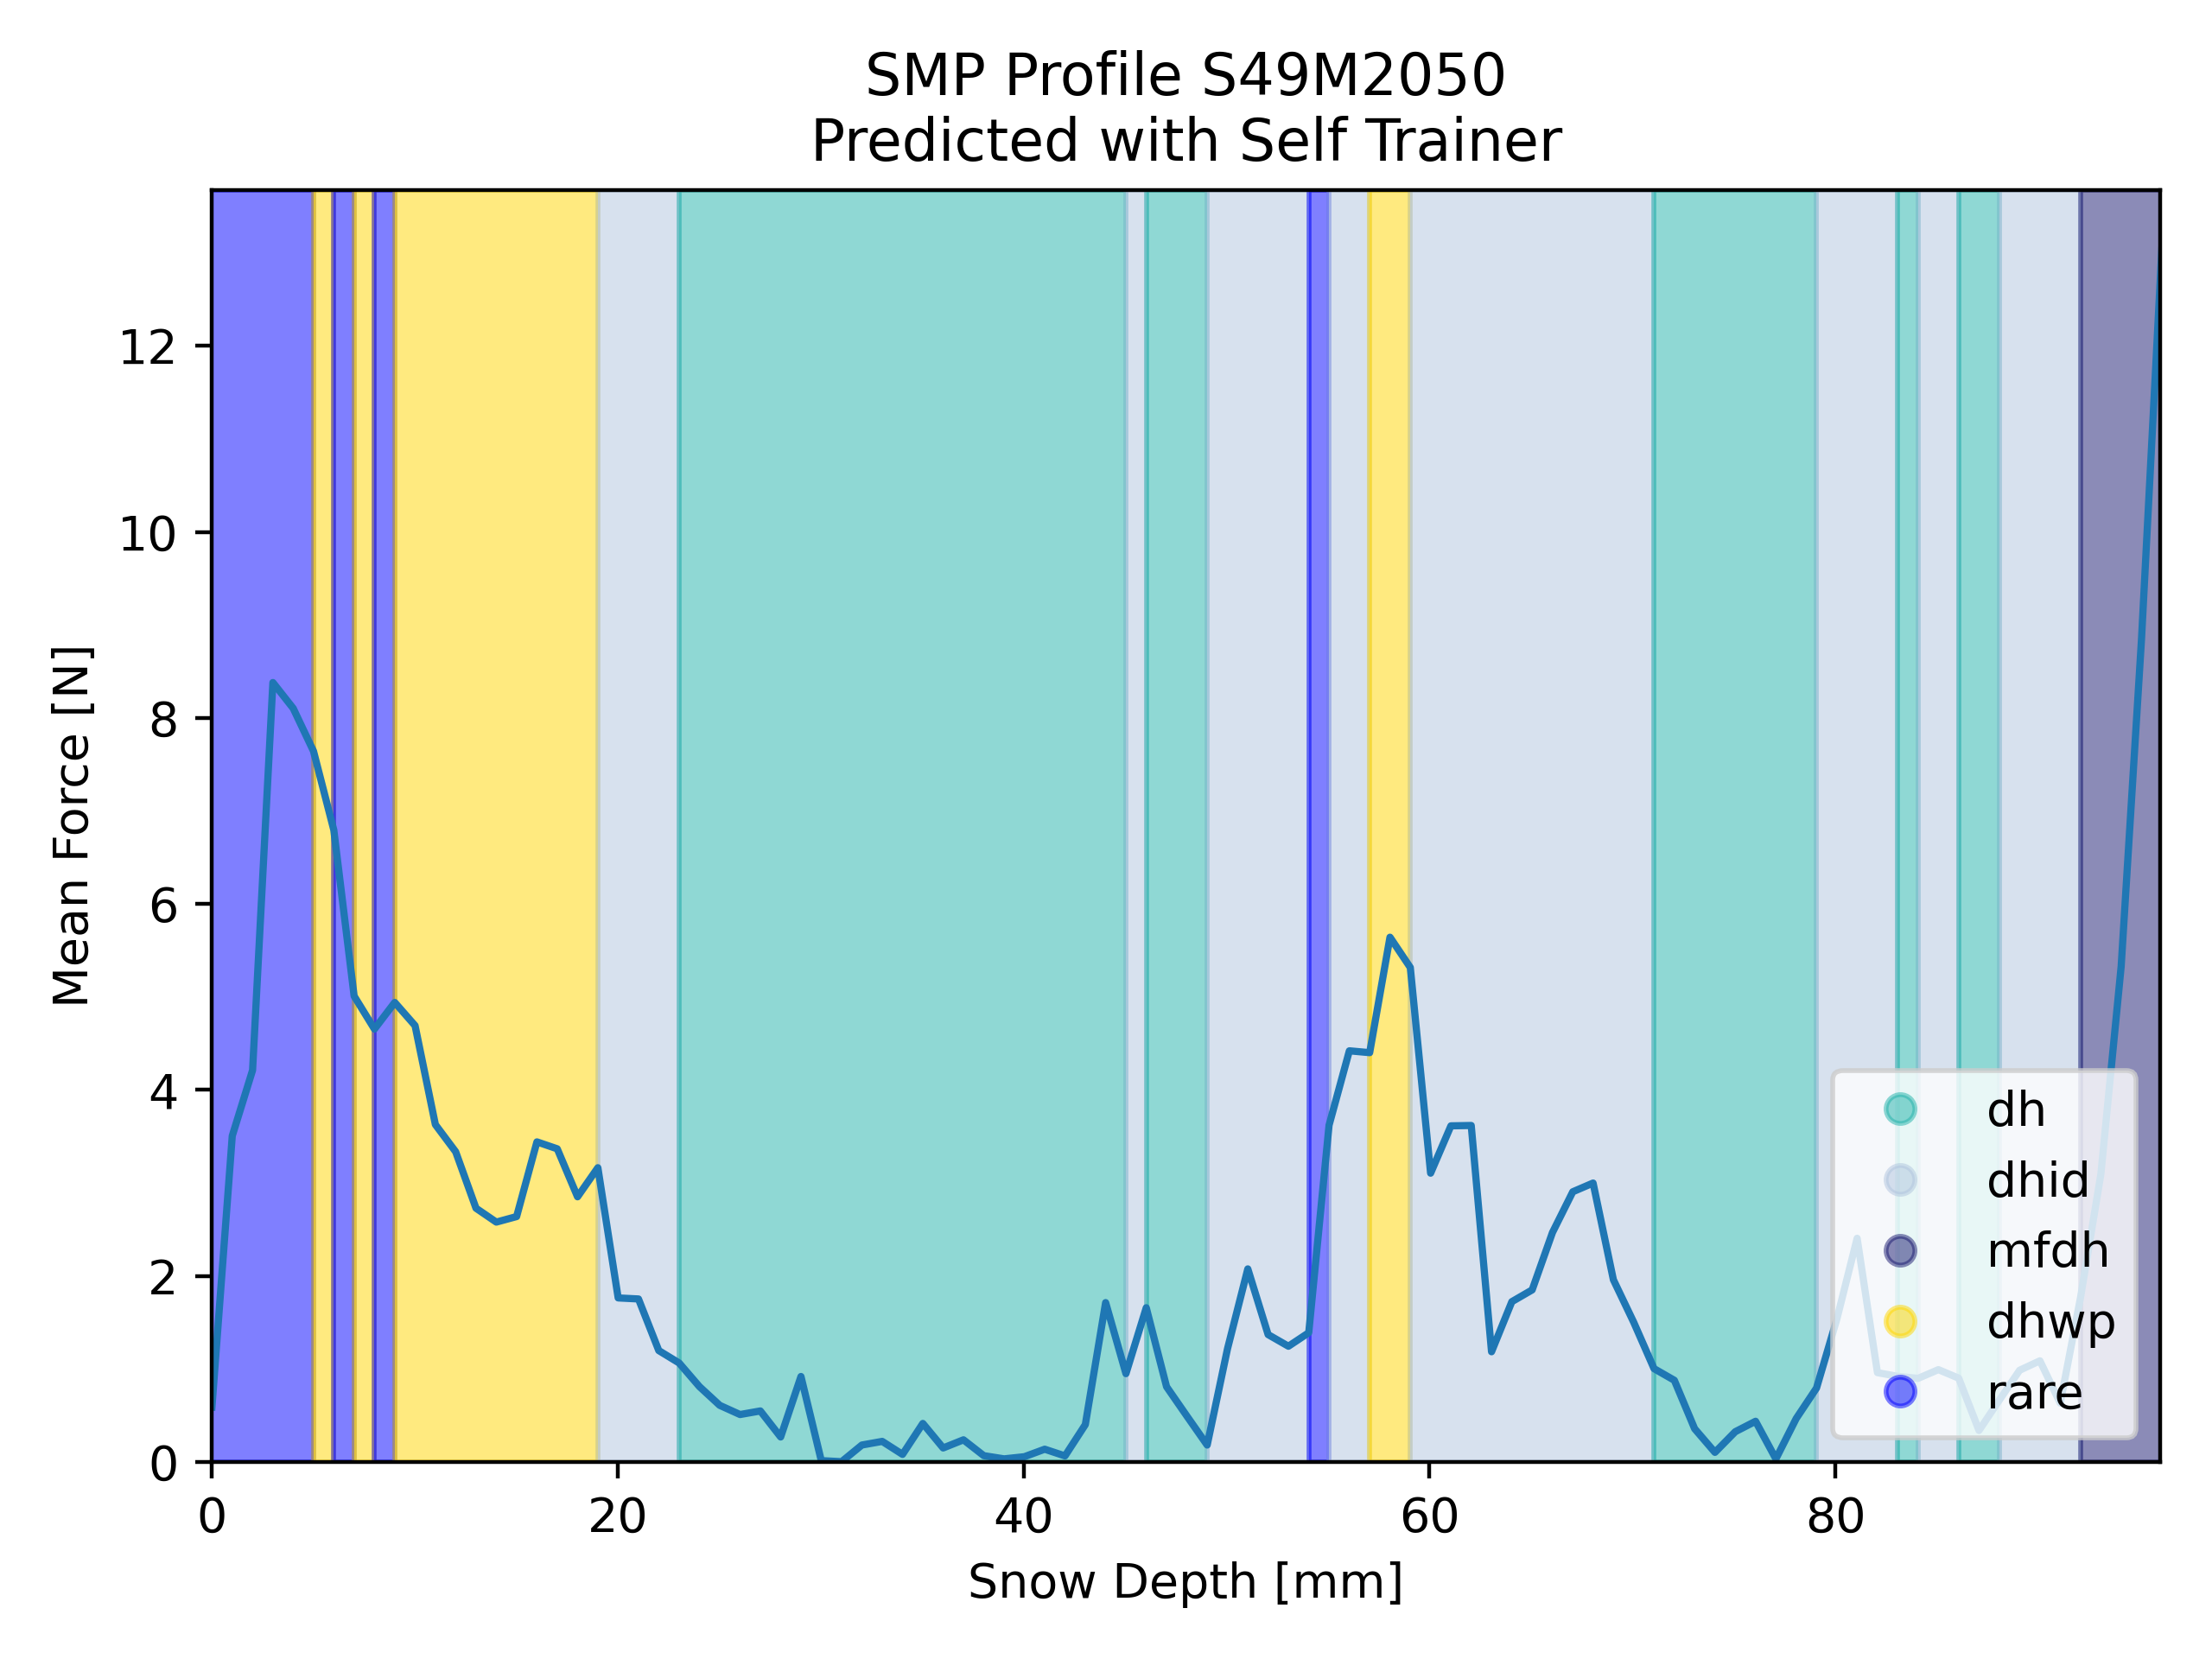 SMP Profile S49M2050
Predicted with Self Trainer
Mean Force [N]
12
10
8
6
4
2
0
0 20 40 60 80
Snow Depth [mm]
dh
dhid
mfdh
dhwp
rare